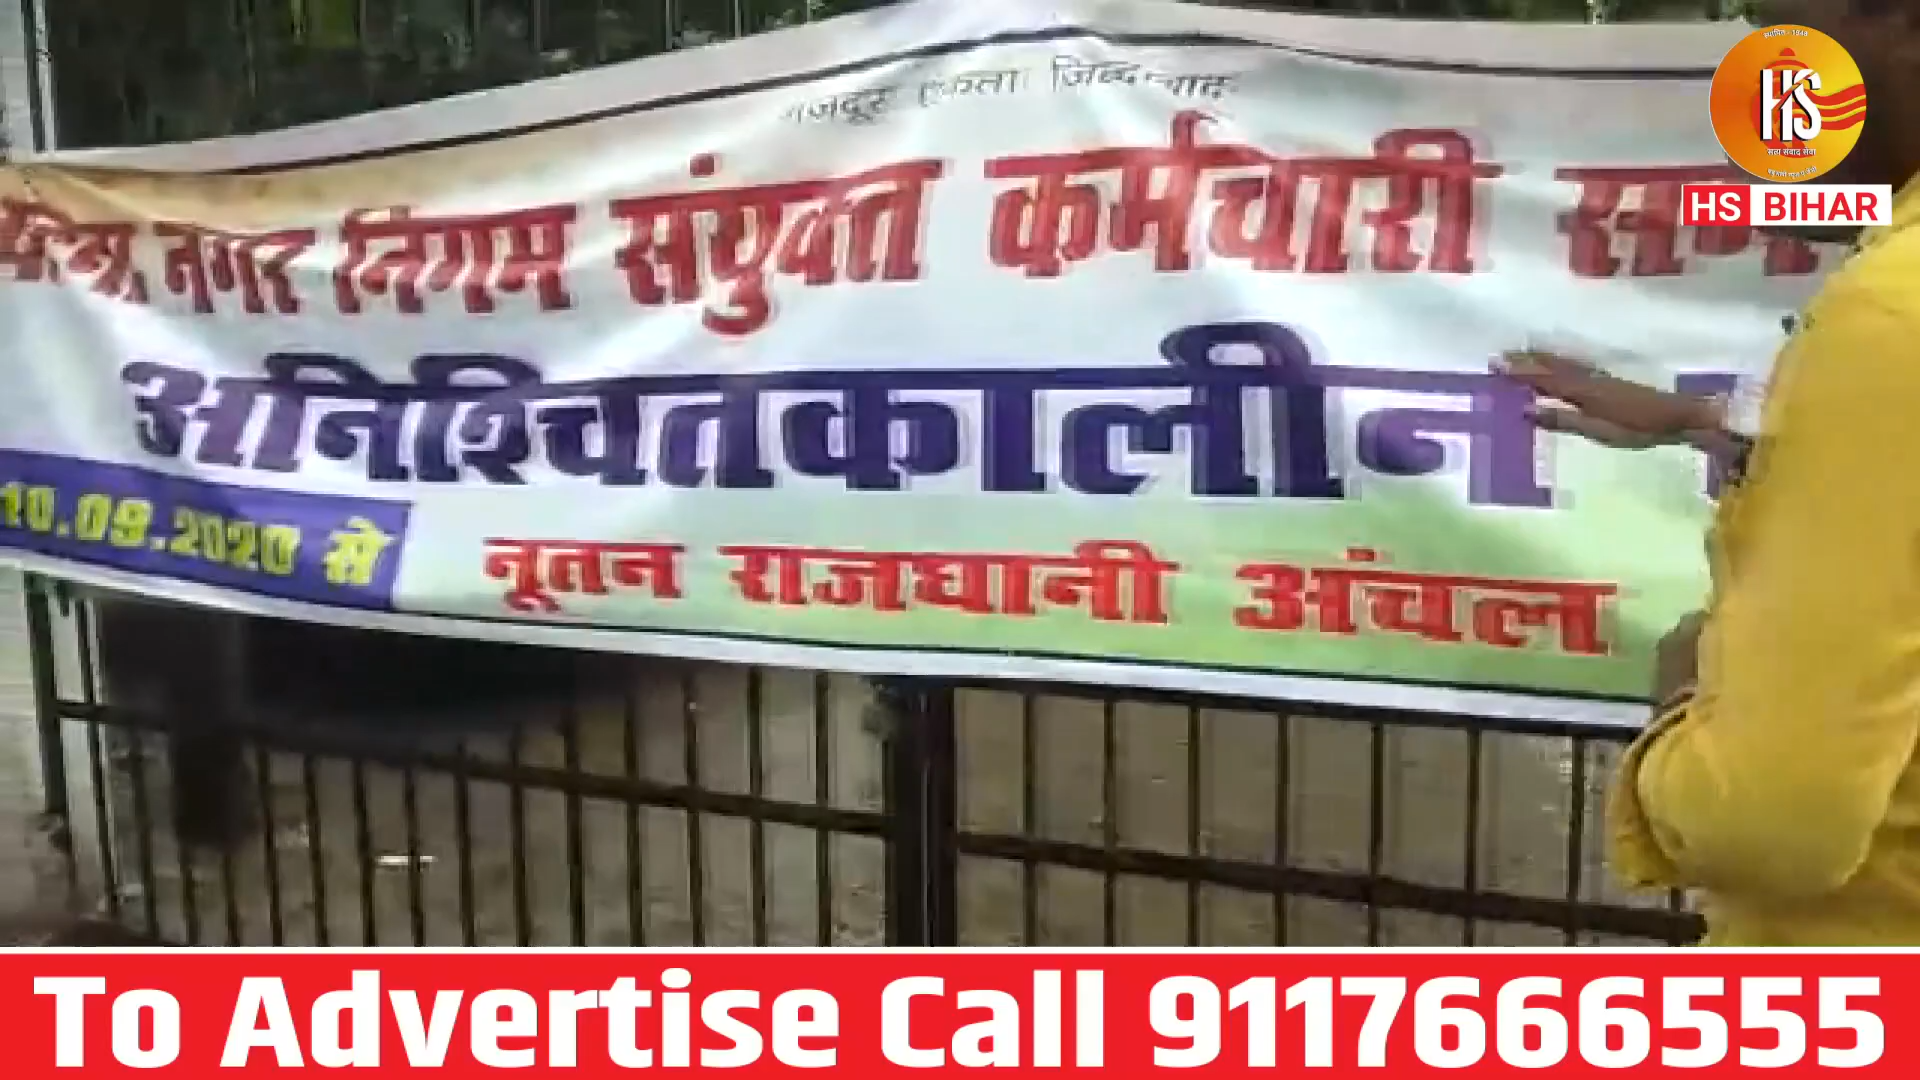 एकता जिन्दाबाद
नगर निगम संयुक्त कर्मचारी
अनिश्चितकालीन
10.09.2020 से
नूतन राजधानी अंचल
HS
HS BIHAR
To Advertise Call 9117666555